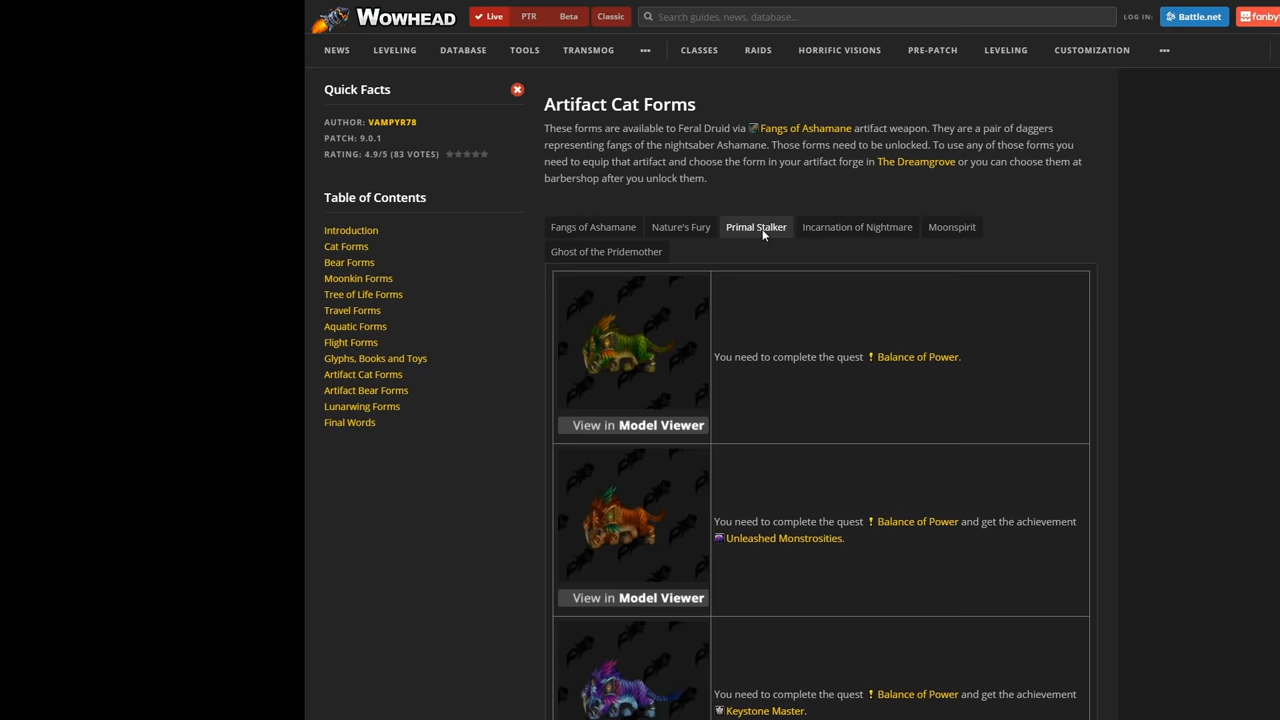 WOWHEAD
Live
PTR
Beta
Classic
Search guides, news, database...
LOG IN:
Battle.net
NEWS
LEVELING
DATABASE
TOOLS
TRANSMOG
•••
CLASSES
RAIDS
HORRIFIC VISIONS
PRE-PATCH
LEVELING
CUSTOMIZATION
•••
Quick Facts
AUTHOR: VAMPYR78
PATCH: 9.0.1
RATING: 4.9/5 (83 VOTES)
Table of Contents
Introduction
Cat Forms
Bear Forms
Moonkin Forms
Tree of Life Forms
Travel Forms
Aquatic Forms
Flight Forms
Glyphs, Books and Toys
Artifact Cat Forms
Artifact Bear Forms
Lunarwing Forms
Final Words
Artifact Cat Forms
These forms are available to Feral Druid via Fangs of Ashamane artifact weapon. They are a pair of daggers
representing fangs of the nightsaber Ashamane. Those forms need to be unlocked. To use any of those forms you
need to equip that artifact and choose the form in your artifact forge in The Dreamgrove or you can choose them at
barbershop after you unlock them.
Fangs of Ashamane
Nature's Fury
Primal Stalker
Incarnation of Nightmare
Moonspirit
Ghost of the Pridemother
View in Model Viewer
You need to complete the quest ! Balance of Power.
View in Model Viewer
You need to complete the quest ! Balance of Power and get the achievement
Unleashed Monstrosities.
You need to complete the quest ! Balance of Power and get the achievement
Keystone Master.